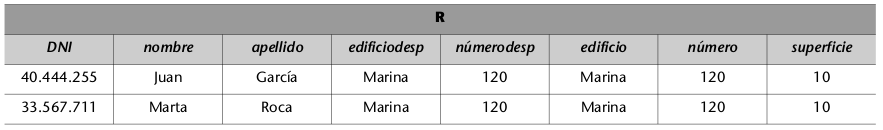 R
DNI nombre apellido edificiodesp númerodesp edificio número superficie
40.444.255 Juan García Marina 120 Marina 120 10
33.567.711 Marta Roca Marina 120 Marina 120 10